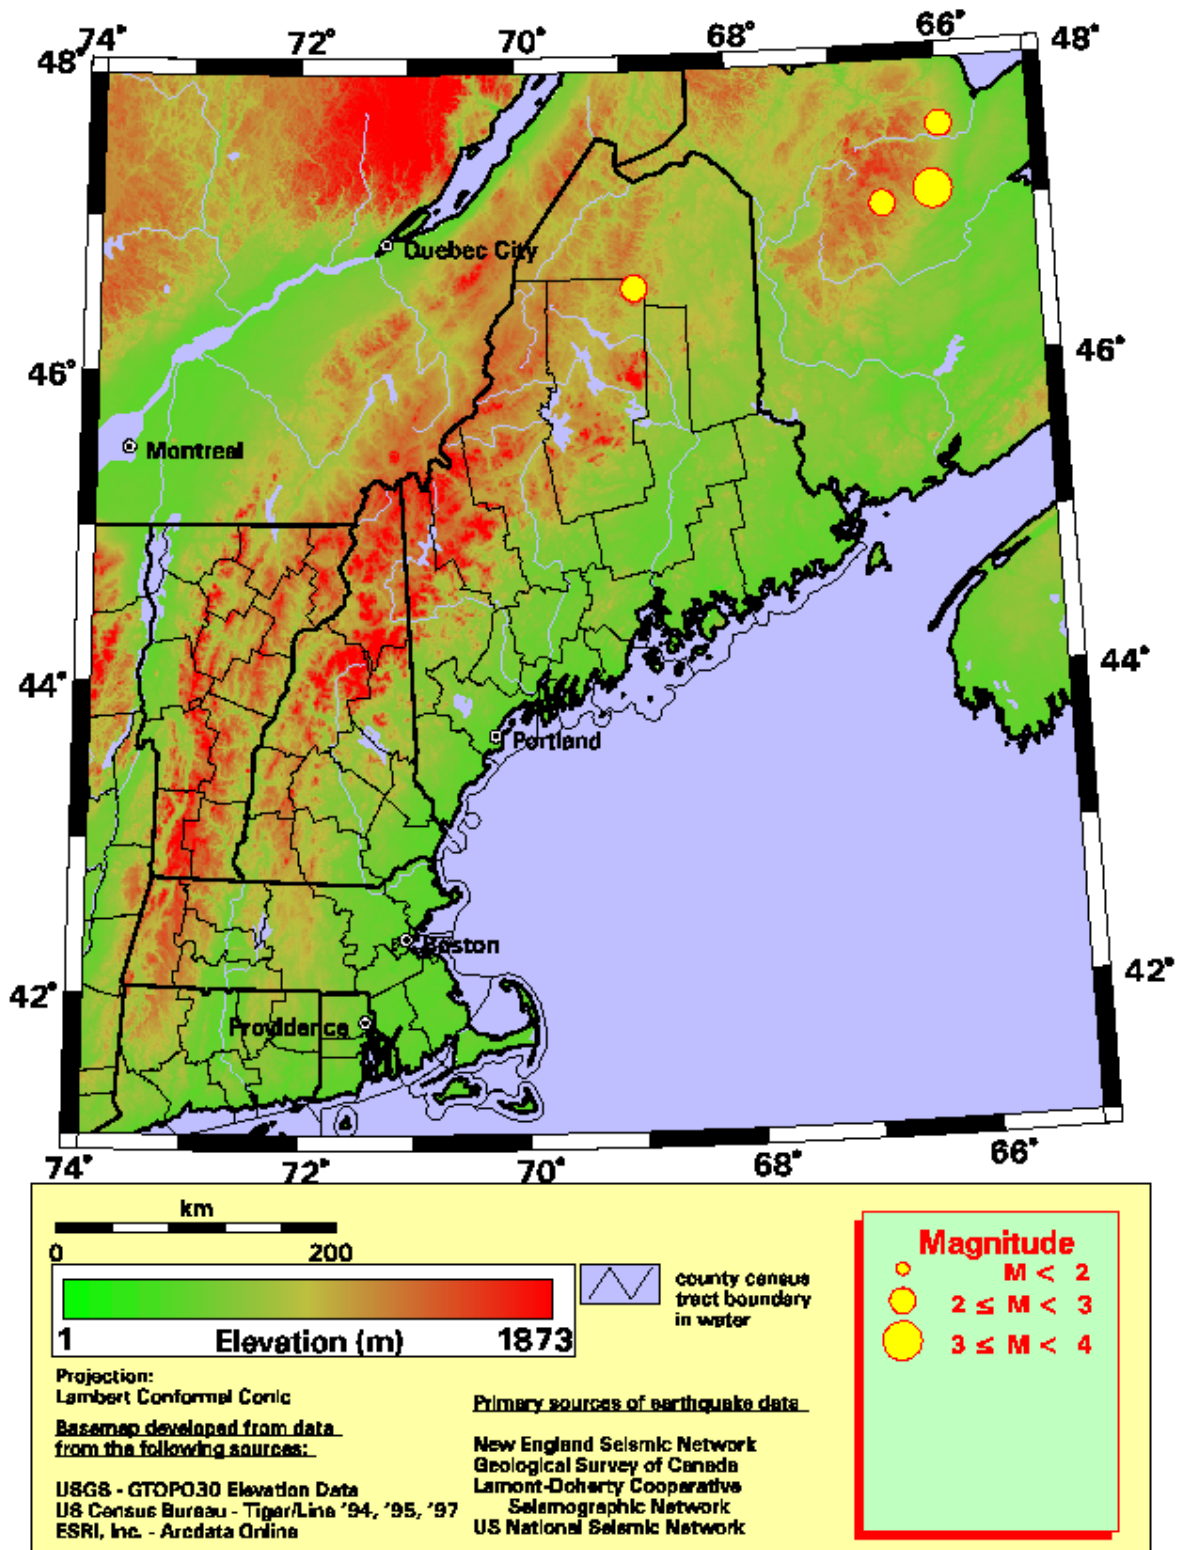 74° 72° 70° 68° 66°
48° 48°
Quebec City
46° 46°
Montreal
44° 44°
Portland
Boston
42° 42°
Providence
74° 72° 70° 68° 66°
km
0 200
1 Elevation (m) 1873
county census
tract boundary
in water
Projection:
Lambert Conformal Conic
Basemap developed from data
from the following sources:
USGS - GTOPO30 Elevation Data
US Census Bureau - Tiger/Line '94, '95, '97
ESRI, Inc. - Arcdata Online
Primary sources of earthquake data
New England Seismic Network
Geological Survey of Canada
Lamont-Doherty Cooperative
Seismographic Network
US National Seismic Network
Magnitude
M < 2
2 ≤ M < 3
3 ≤ M < 4